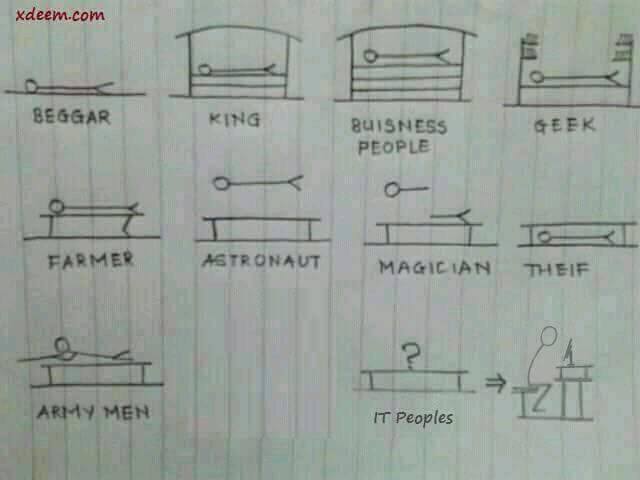 xdeem.com
BEGGAR
KING
BUISNESS
PEOPLE
GEEK
FARMER
ASTRONAUT
MAGICIAN
THEIF
ARMY MEN
?
IT Peoples